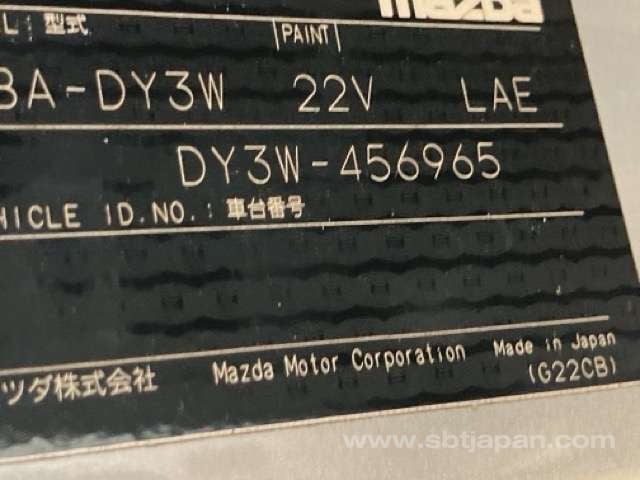 mazda
L: 型式 PAINT
BA-DY3W 22V LAE
DY3W-456965
HICLE ID.NO.: 車台番号
ツダ株式会社 Mazda Motor Corporation Made in Japan
(G22CB)
www.sbtjapan.com